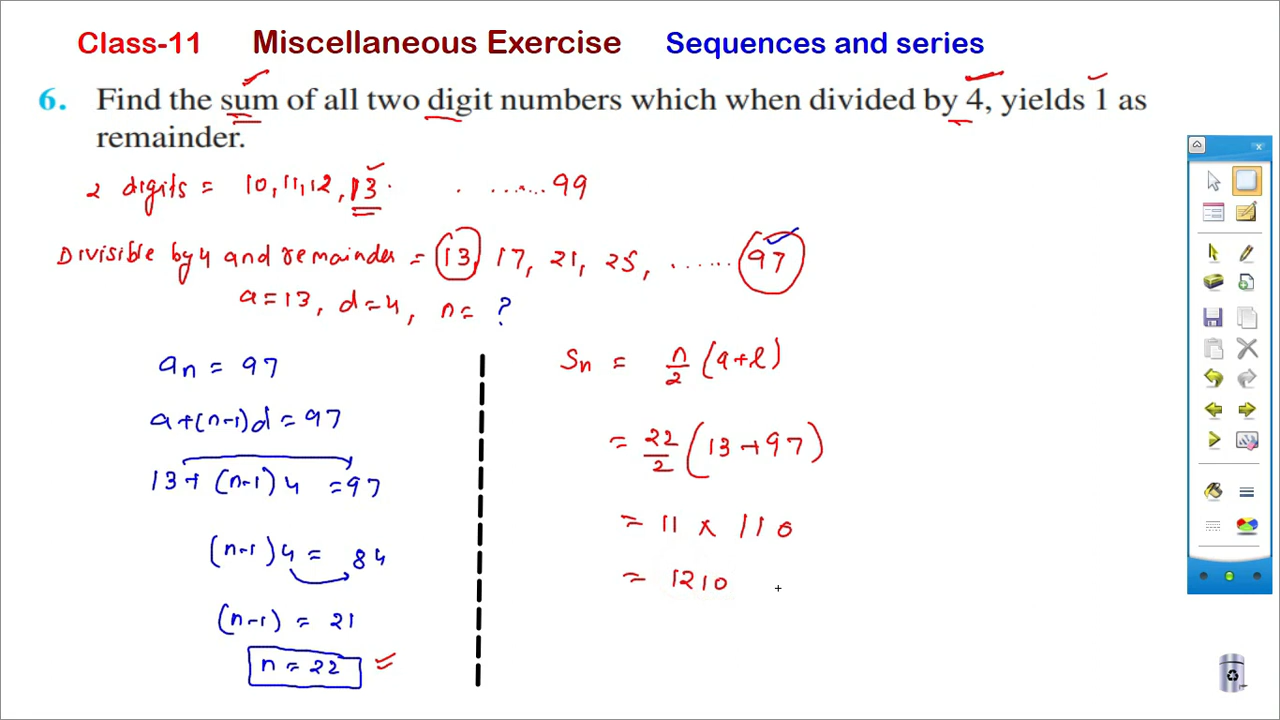 Class-11 Miscellaneous Exercise Sequences and series
6. Find the sum of all two digit numbers which when divided by 4, yields 1 as
remainder.
2 digits = 10, 11, 12, 13 . . ...... 99
Divisible by 4 and remainder = 13, 17, 21, 25, ...... 97
a = 13, d = 4, n = ?
an = 97
a + (n-1)d = 97
13 + (n-1) 4 = 97
(n-1) 4 = 84
(n-1) = 21
n = 22
Sn = n/2 (a+l)
= 22/2 (13 + 97)
= 11 x 110
= 1210